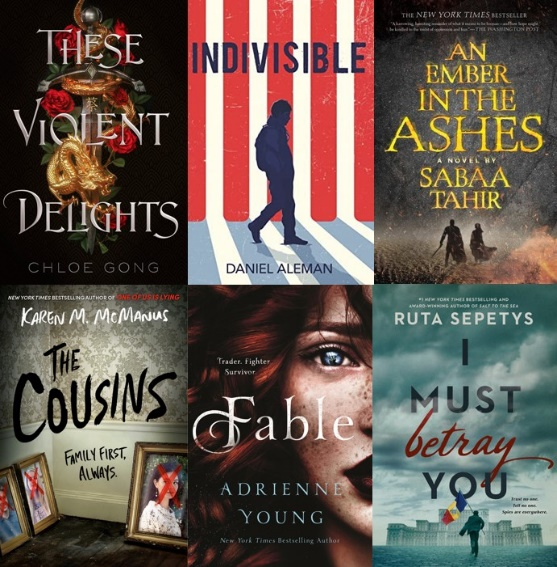 THESE
VIOLENT
DELIGHTS
CHLOE GONG
INDIVISIBLE
DANIEL ALEMAN
THE NEW YORK TIMES BESTSELLER
AN
EMBER
IN THE
ASHES
A NOVEL BY
SABAA
TAHIR
NEW YORK TIMES BESTSELLING AUTHOR OF ONE OF US IS LYING
KAREN M. McMANUS
THE
COUSINS
FAMILY FIRST,
ALWAYS.
Trader. Fighter
Survivor.
Fable
ADRIENNE
YOUNG
New York Times Bestselling Author
#1 NEW YORK TIMES BESTSELLING AND
AWARD-WINNING AUTHOR OF SALT TO THE SEA
RUTA SEPETYS
I
MUST
betray
YOU
Trust no one.
Tell no one.
Spies are everywhere.